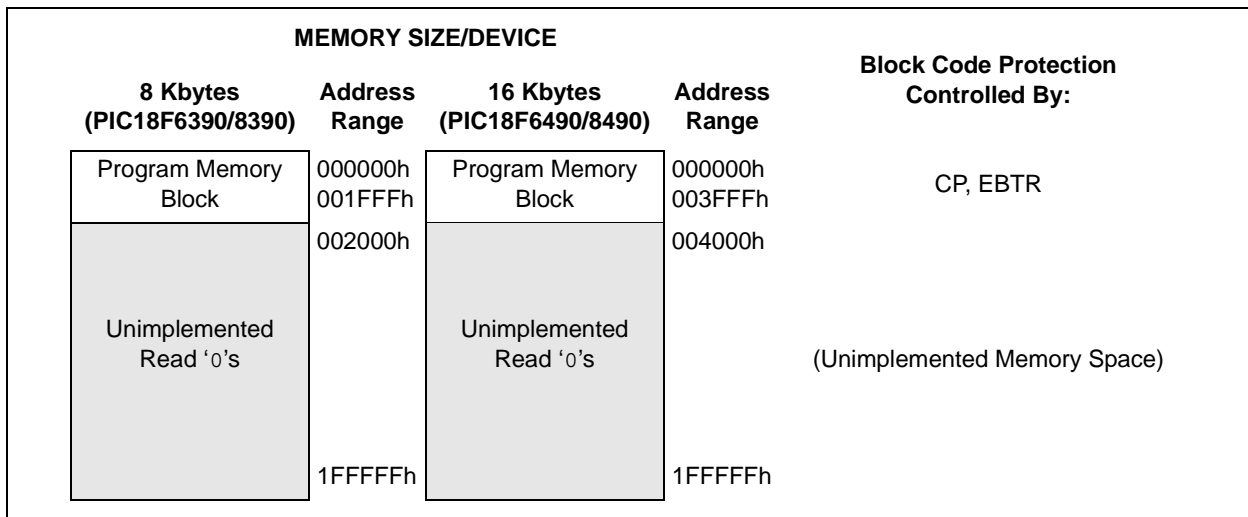 MEMORY SIZE/DEVICE
Block Code Protection
Controlled By:
8 Kbytes
(PIC18F6390/8390)
Address
Range
16 Kbytes
(PIC18F6490/8490)
Address
Range
Program Memory
Block
000000h
001FFFh
Program Memory
Block
000000h
003FFFh
CP, EBTR
002000h
004000h
Unimplemented
Read ‘0’s
Unimplemented
Read ‘0’s
(Unimplemented Memory Space)
1FFFFFh
1FFFFFh